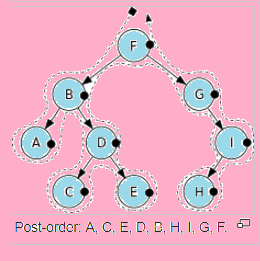 F
B
G
A
D
I
C
E
H
Post-order: A, C, E, D, B, H, I, G, F.